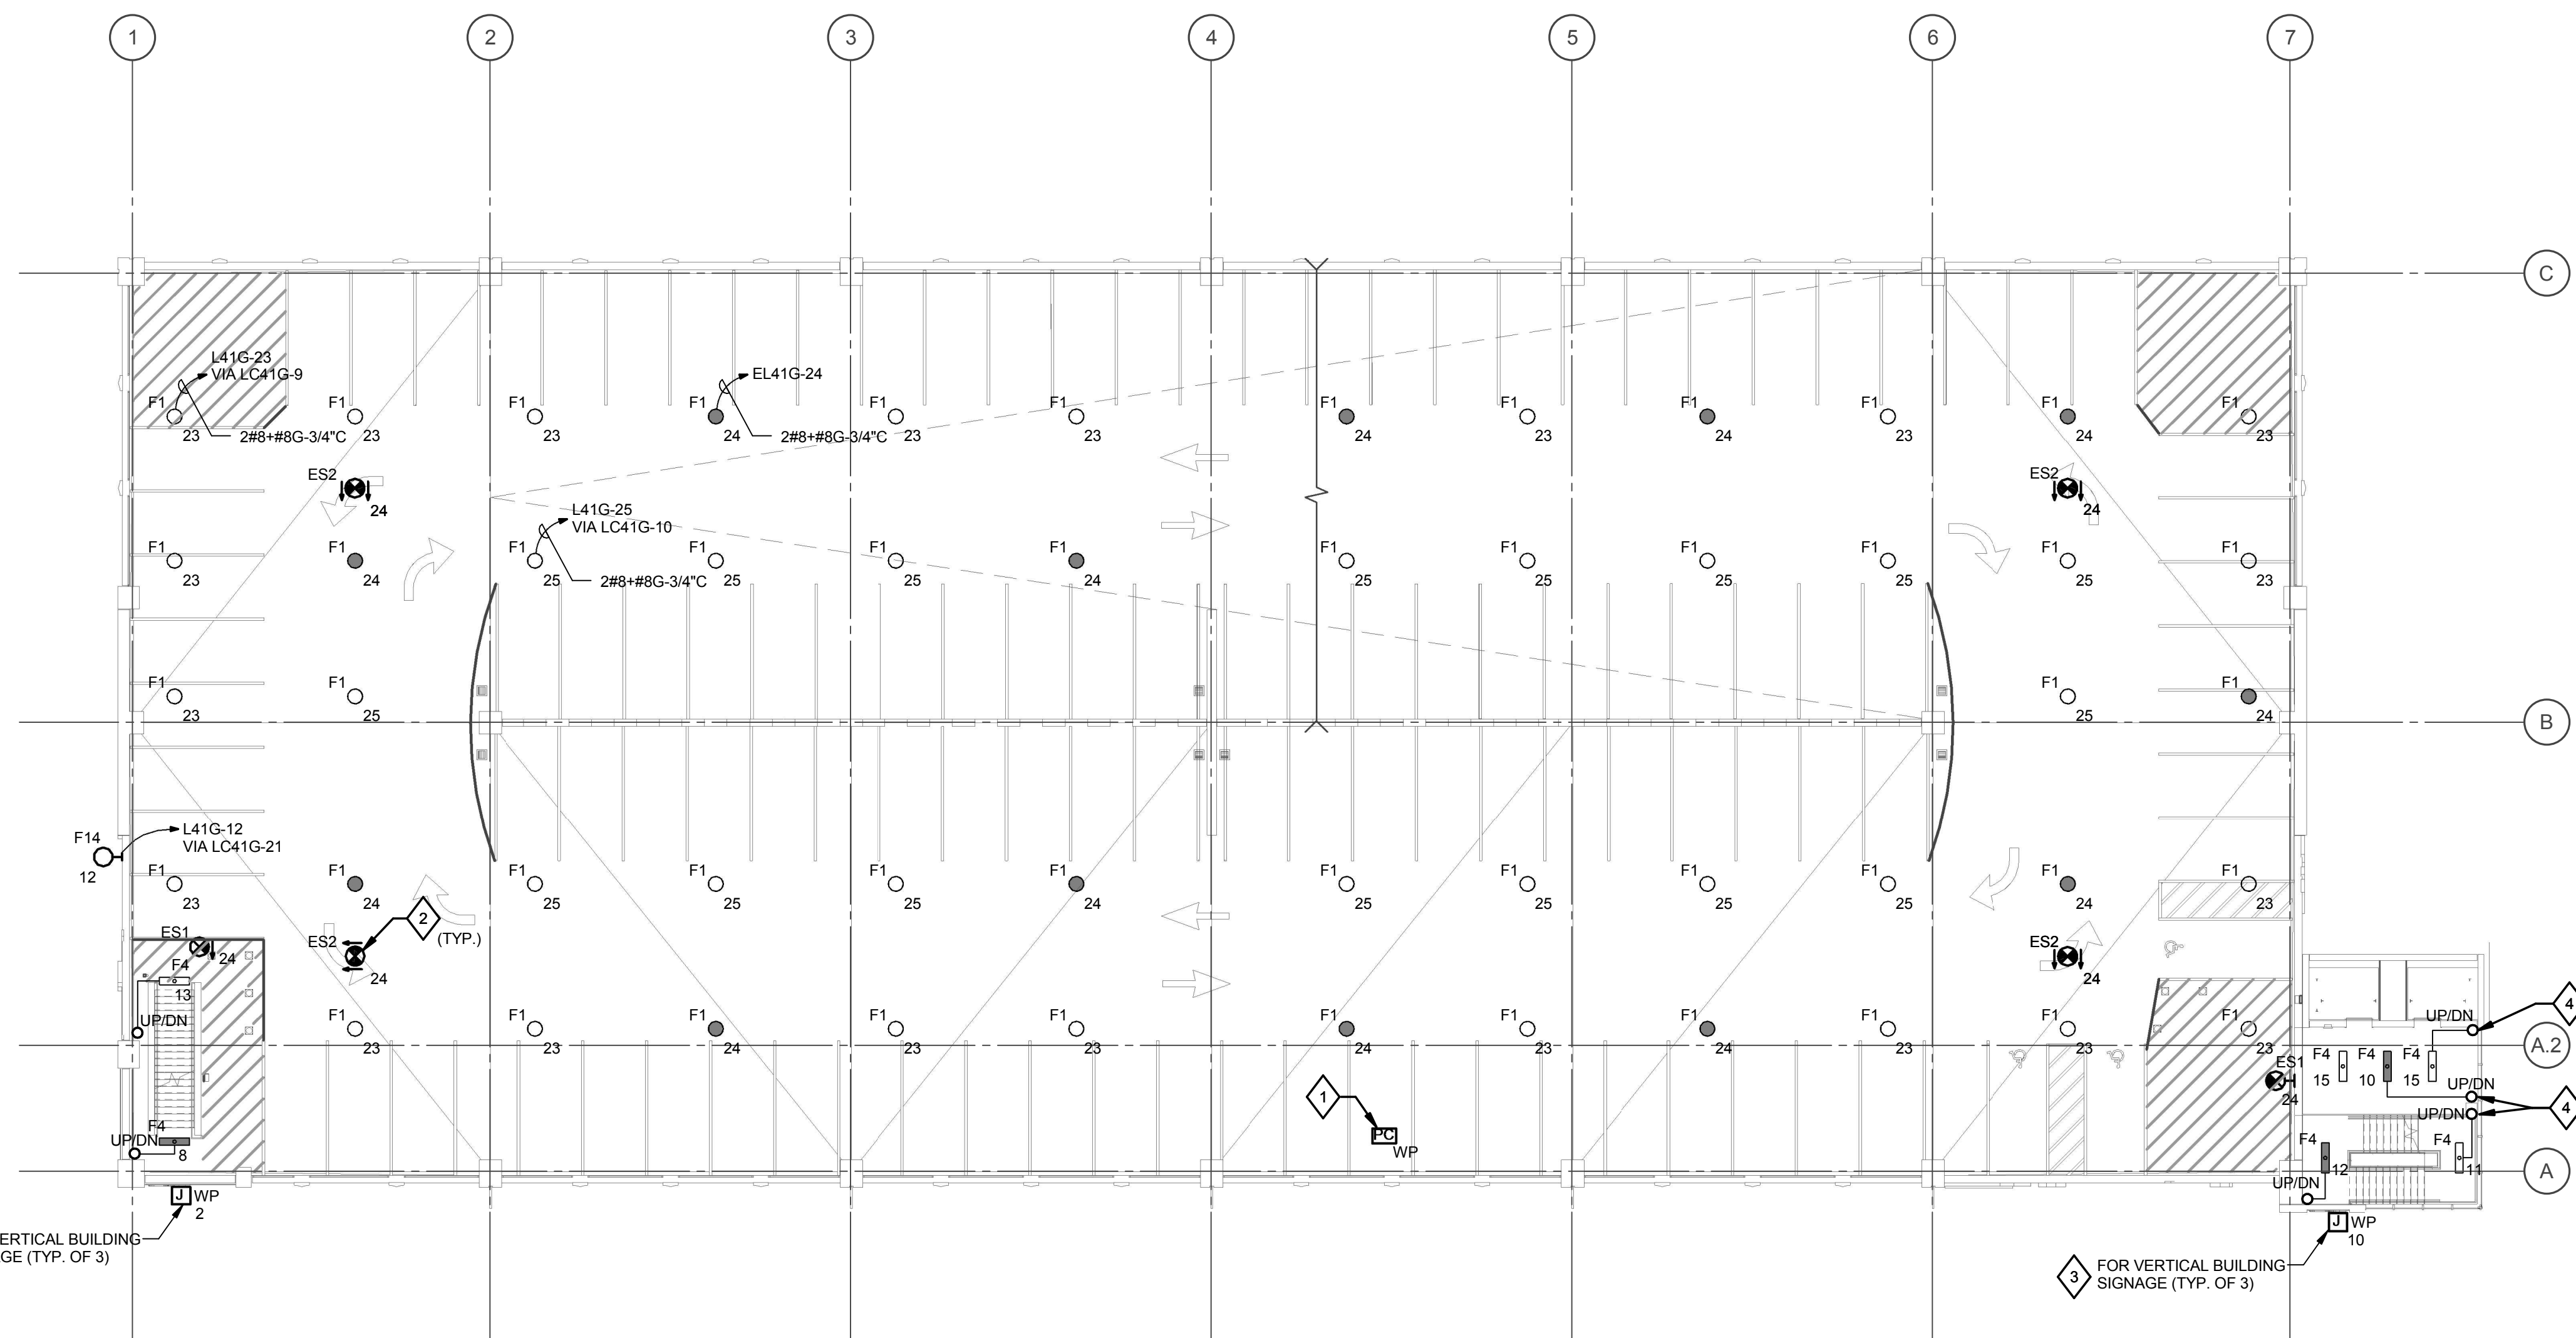 1 2 3 4 5 6 7
C
L41G-23
VIA LC41G-9
EL41G-24
F1 F1 F1 F1 F1 F1 F1 F1 F1 F1 F1 F1
23 23 23 24 23 23 24 23 24 23 24 23
2#8+#8G-3/4"C 2#8+#8G-3/4"C
ES2 ES2
24 24
L41G-25
VIA LC41G-10
F1 F1 F1 F1 F1 F1 F1 F1 F1 F1 F1 F1
23 24 25 25 25 24 25 25 25 25 25 23
2#8+#8G-3/4"C
F1 F1 F1 F1
23 25 25 24
B
L41G-12
VIA LC41G-21
F14
12
F1 F1 F1 F1 F1 F1 F1 F1 F1 F1 F1 F1
23 24 25 25 25 24 25 25 25 25 24 23
2
(TYP.)
ES1 ES2 ES2
24 24 24
F4
13
UP/DN
F1 F1 F1 F1 F1 F1 F1 F1 F1 F1 F1
23 23 24 23 23 24 23 24 23 23 23
4
UP/DN
A.2
ES1
24
F4 F4 F4
15 10 15
UP/DN
UP/DN
4
1
PC
WP
F4
UP/DN
8
F4 F4
12 11
A
UP/DN
J WP
2
J WP
10
ERTICAL BUILDING
GE (TYP. OF 3)
3 FOR VERTICAL BUILDING
SIGNAGE (TYP. OF 3)